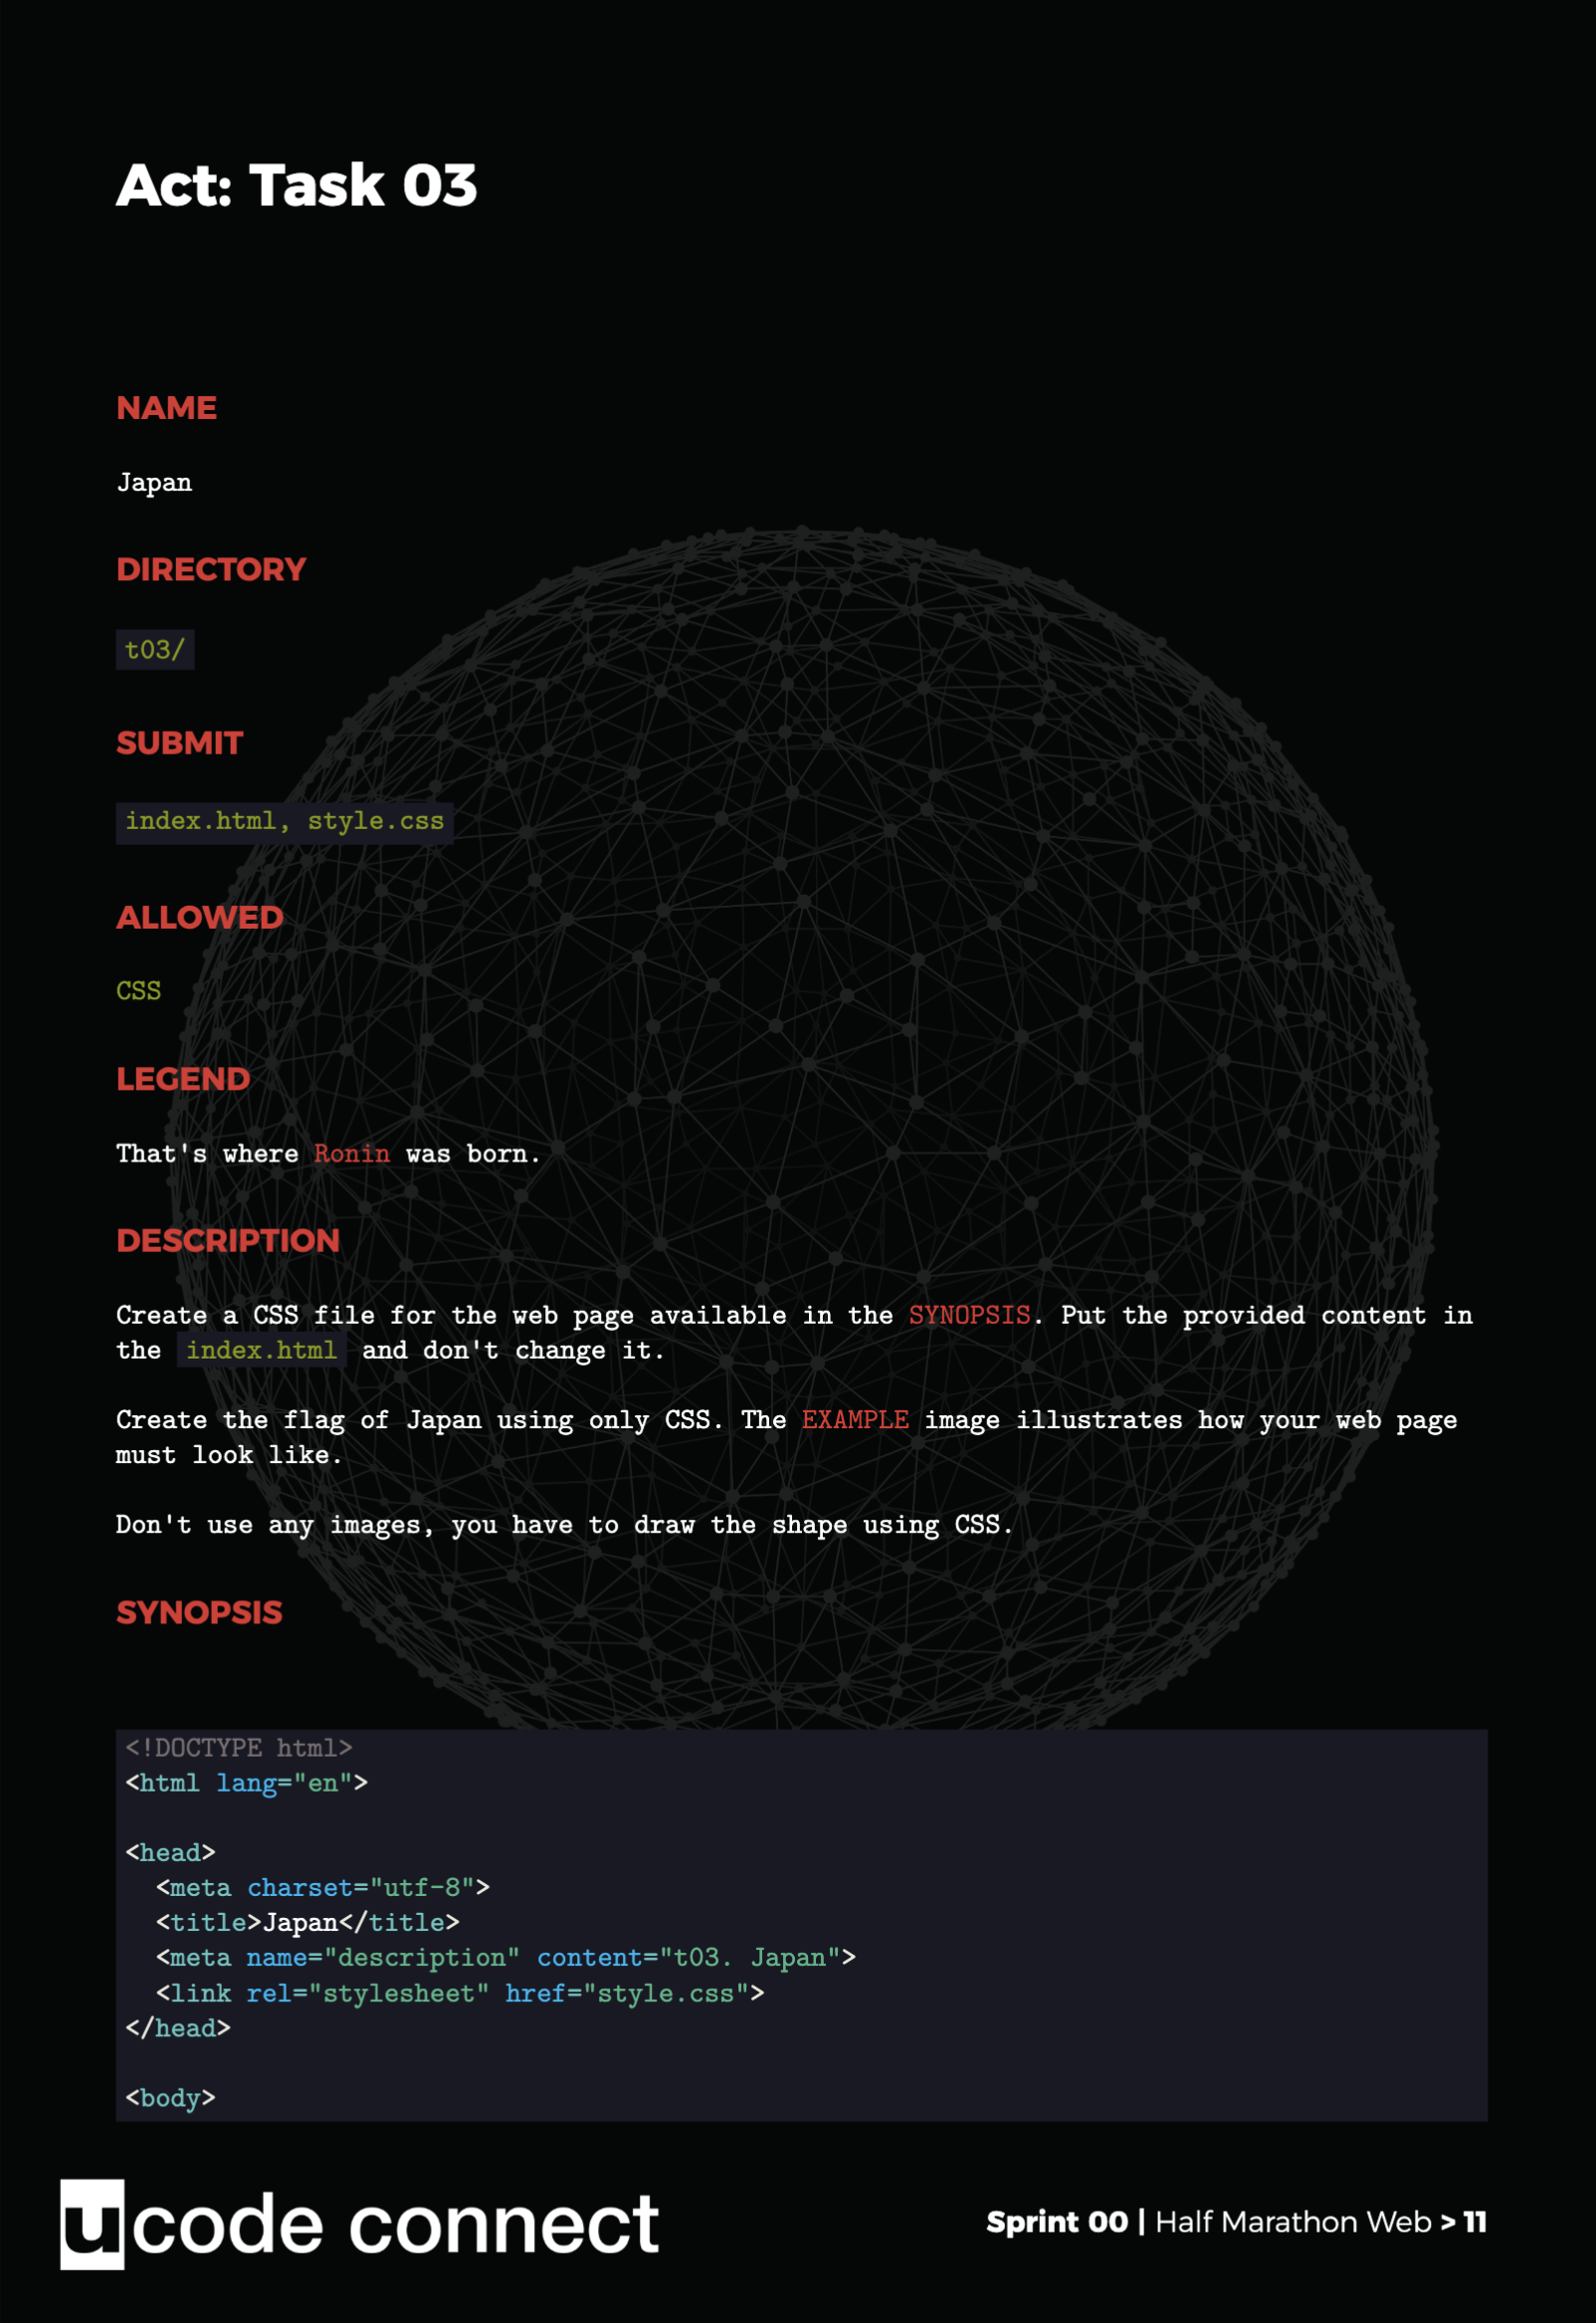 Act: Task 03
NAME
Japan
DIRECTORY
t03/
SUBMIT
index.html, style.css
ALLOWED
CSS
LEGEND
That's where Ronin was born.
DESCRIPTION
Create a CSS file for the web page available in the SYNOPSIS. Put the provided content in
the index.html and don't change it.
Create the flag of Japan using only CSS. The EXAMPLE image illustrates how your web page
must look like.
Don't use any images, you have to draw the shape using CSS.
SYNOPSIS
<!DOCTYPE html>
<html lang="en">
<head>
<meta charset="utf-8">
<title>Japan</title>
<meta name="description" content="t03. Japan">
<link rel="stylesheet" href="style.css">
</head>
<body>
ucode connect
Sprint 00 | Half Marathon Web > 11